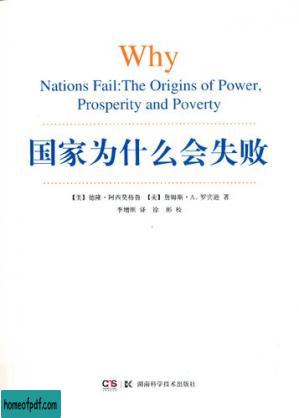 Why
Nations Fail:The Origins of Power,
Prosperity and Poverty
国家为什么会失败
【美】德隆·阿西莫格鲁 【美】詹姆斯·A.罗宾逊 著
李增刚 译 徐彬 校
CS 湖南科学技术出版社
homeofpdf.com